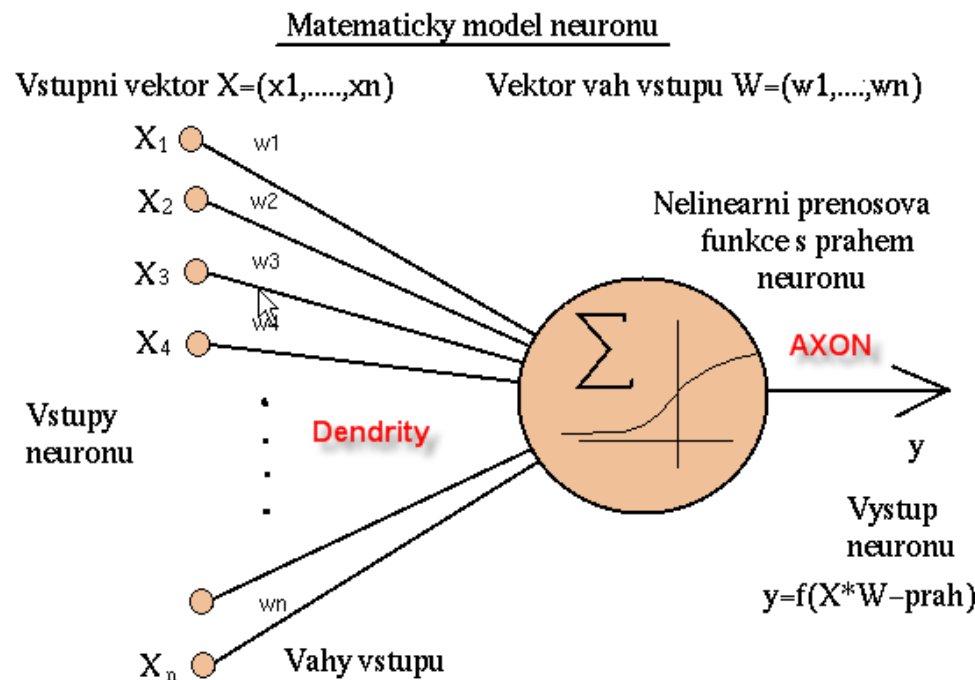 Matematicky model neuronu
Vstupni vektor X=(x1,.....,xn)
Vektor vah vstupu W=(w1,....,wn)
X1
w1
X2
w2
X3
w3
X4
w4
Nelinearni prenosova
funkce s prahem
neuronu
Σ
AXON
Vstupy
neuronu
Dendrity
y
Vystup
neuronu
y=f(X*W-prah)
wn
Xn
Vahy vstupu